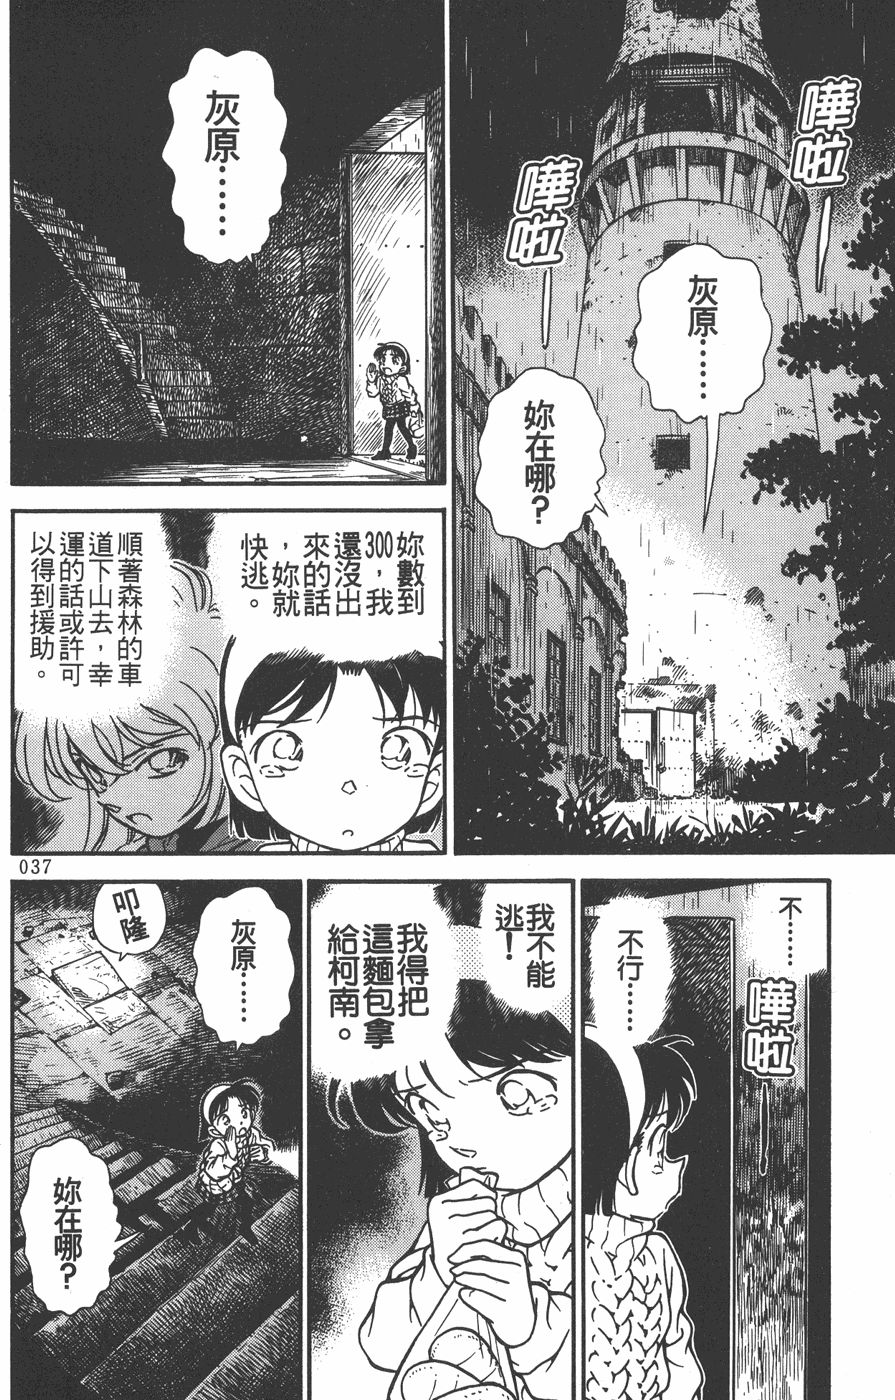 嘩啦
嘩啦
灰原……
妳在哪？
灰原……
妳數到
300，我
還沒出
來的話
，妳就
快逃。
順著森林的車
道下山去，幸
運的話或許可
以得到援助。
037
不……
嘩啦
不行……
我不能
逃！
我得把
這麵包拿
給柯南。
灰原……
叩隆
妳在哪？